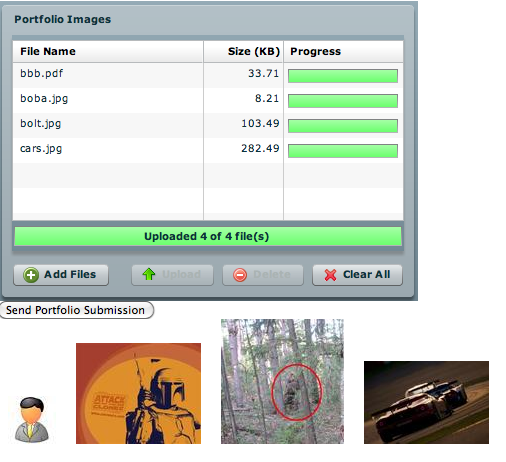 Portfolio Images
File Name Size (KB) Progress
bbb.pdf 33.71
boba.jpg 8.21
bolt.jpg 103.49
cars.jpg 282.49
Uploaded 4 of 4 file(s)
Add Files Upload Delete Clear All
Send Portfolio Submission
ATTACK
CLONES